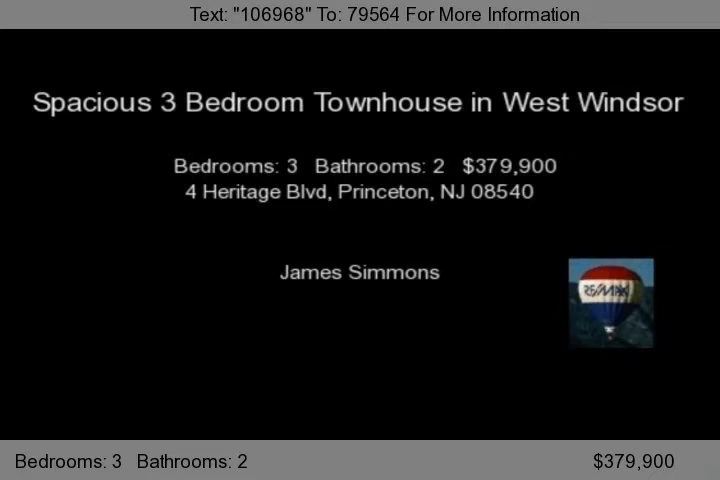 Text: "106968" To: 79564 For More Information
Spacious 3 Bedroom Townhouse in West Windsor
Bedrooms: 3 Bathrooms: 2 $379,900
4 Heritage Blvd, Princeton, NJ 08540
James Simmons
RE/MAX
Bedrooms: 3 Bathrooms: 2 $379,900